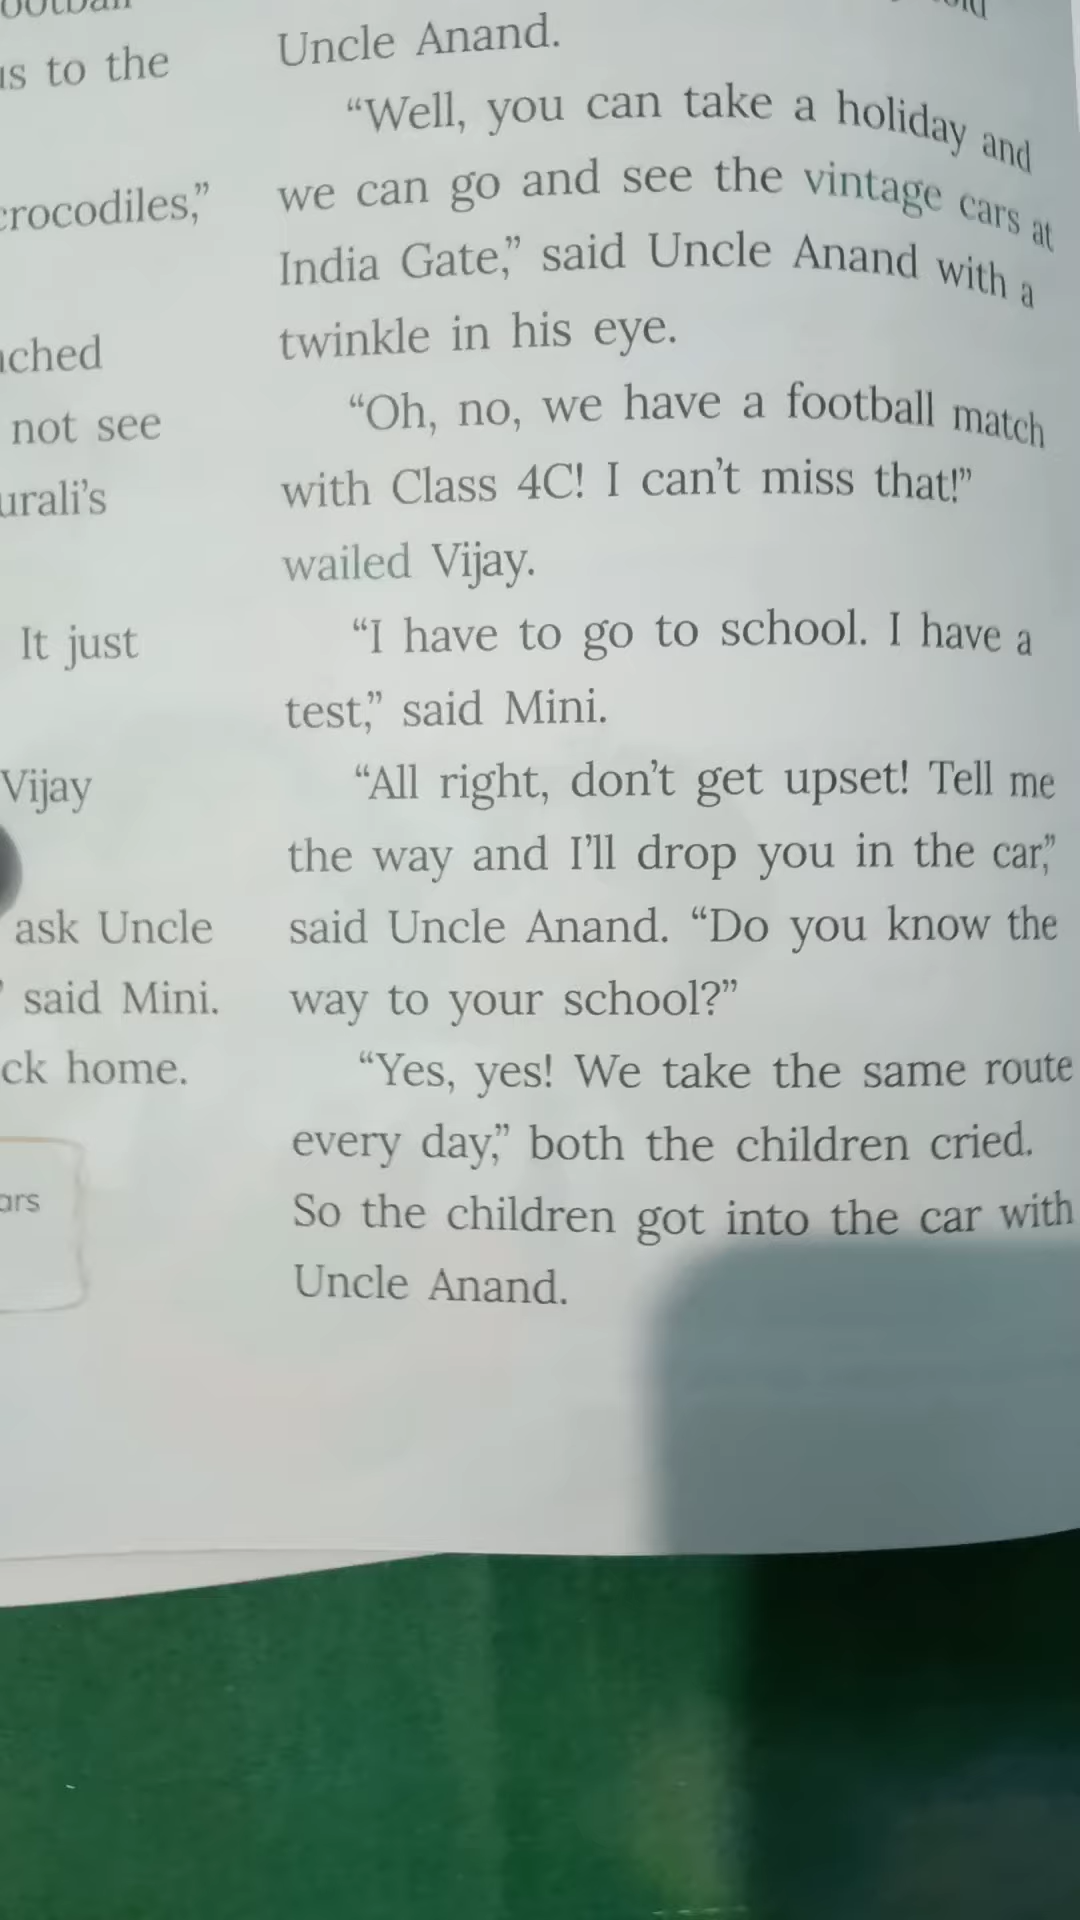 us to the
crocodiles,”
not see
It just
Vijay
ask Uncle
said Mini.
home.
Uncle Anand.
“Well, you can take a holiday and
we can go and see the vintage cars at
India Gate,” said Uncle Anand with a
twinkle in his eye.
“Oh, no, we have a football match
with Class 4C! I can’t miss that!”
wailed Vijay.
“I have to go to school. I have a
test,” said Mini.
“All right, don’t get upset! Tell me
the way and I’ll drop you in the car,”
said Uncle Anand. “Do you know the
way to your school?”
“Yes, yes! We take the same route
every day,” both the children cried.
So the children got into the car with
Uncle Anand.